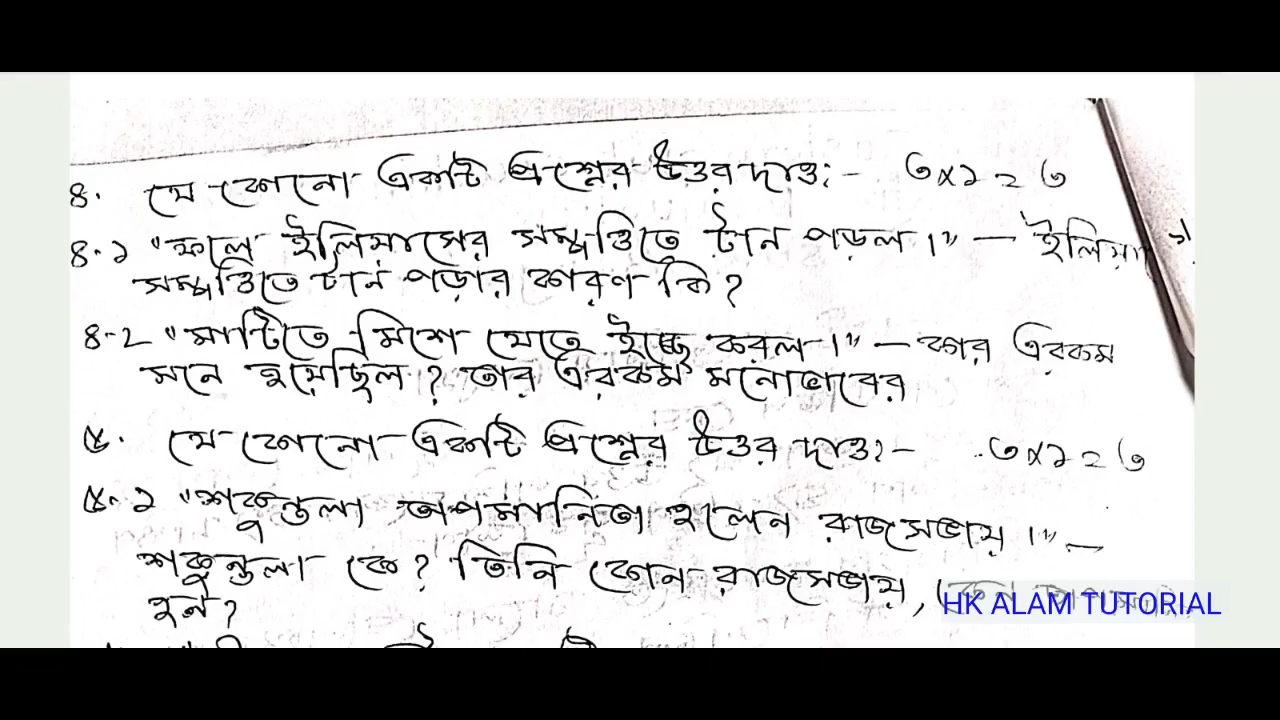 ৪. যে কোনো একটি প্রশ্নের উত্তর দাও:- ৩x১=৩
৪.১ "ফলে ইলিয়াসের সম্পত্তিতে টান পড়ল।" — ইলিয়াসের
সম্পত্তিতে টান পড়ার কারণ কি?
৪.২ "মাটিতে মিশে যেতে ইচ্ছে করল।" — কার এরকম
মনে হয়েছিল? তার এরকম মনোভাবের
৫. যে কোনো একটি প্রশ্নের উত্তর দাও:- ৩x১=৩
৫.১ "শকুন্তলা অপমানিতা হলেন রাজসভায়।" —
শকুন্তলা কে? তিনি কোন রাজসভায়,
হন?
HK ALAM TUTORIAL